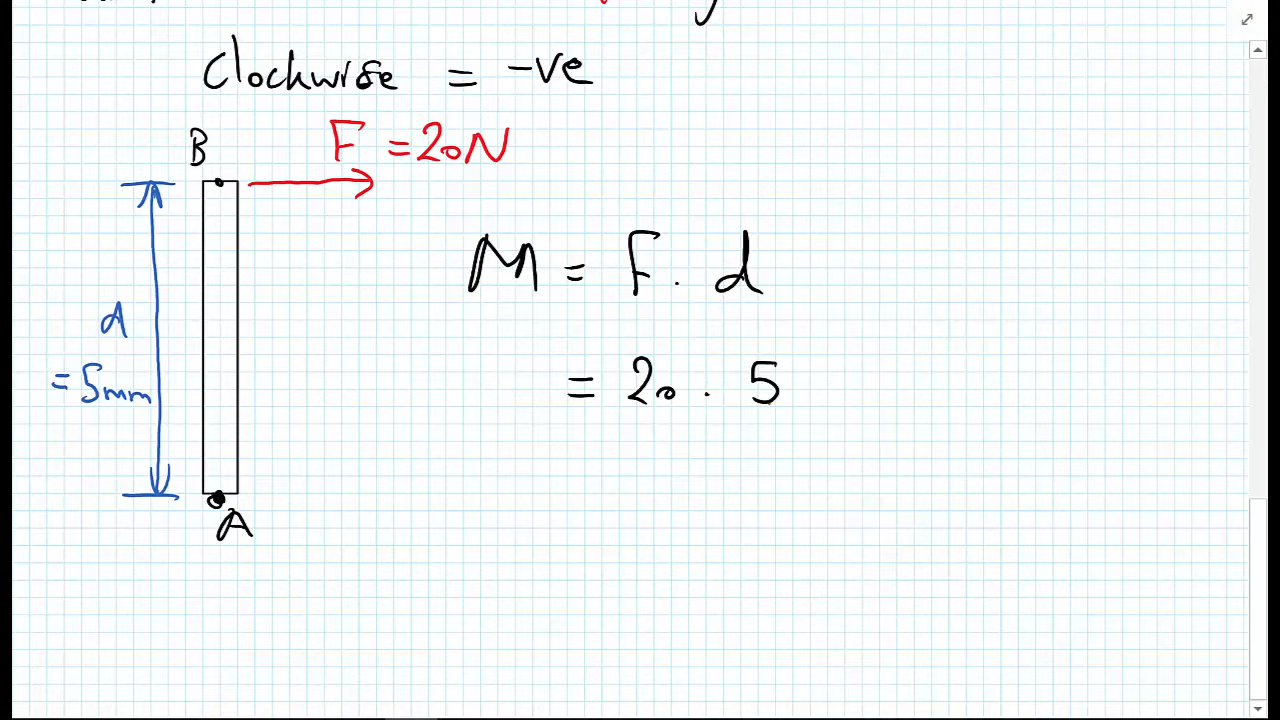 Clockwise = -ve
B
F = 20N
M = F . d
d
= 5mm
= 20 . 5
A